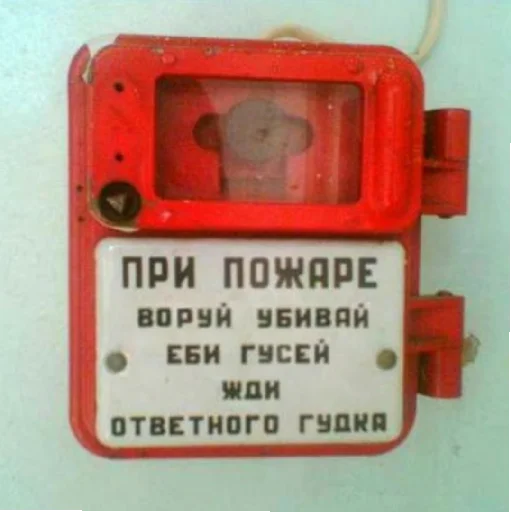 ПРИ ПОЖАРЕ
ВОРУЙ УБИВАЙ
ЕБИ ГУСЕЙ
ЖДИ
ОТВЕТНОГО ГУДКА